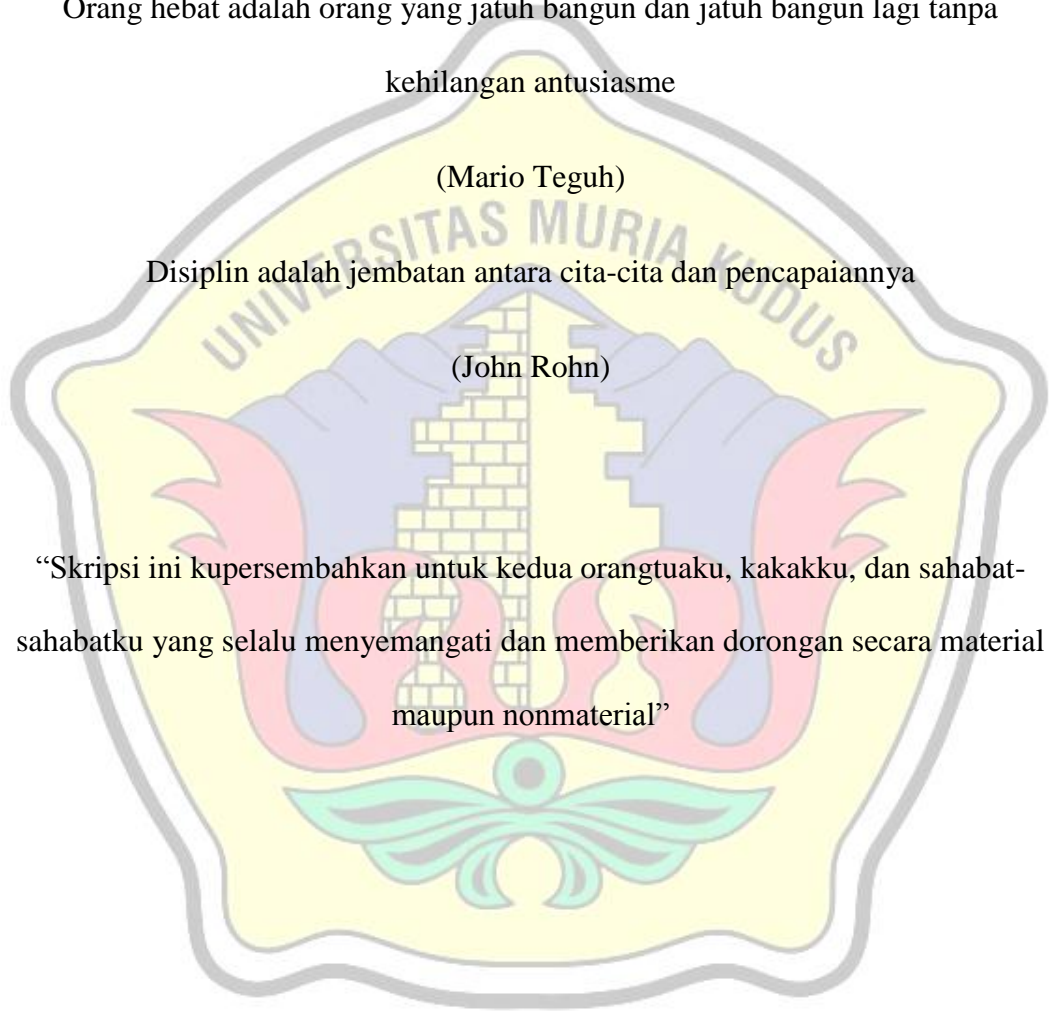 Orang hebat adalah orang yang jatuh bangun dan jatuh bangun lagi tanpa
kehilangan antusiasme
(Mario Teguh)
UNIVERSITAS MURIA KUDUS
Disiplin adalah jembatan antara cita-cita dan pencapaiannya
(John Rohn)
“Skripsi ini kupersembahkan untuk kedua orangtuaku, kakakku, dan sahabat-
sahabatku yang selalu menyemangati dan memberikan dorongan secara material
maupun nonmaterial”